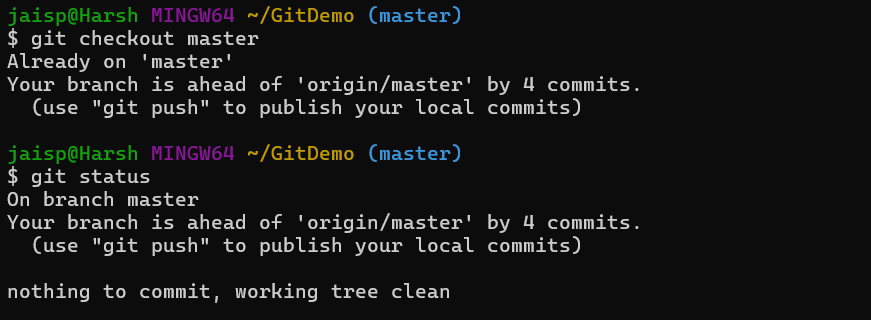 jaisp@Harsh MINGW64 ~/GitDemo (master)
$ git checkout master
Already on 'master'
Your branch is ahead of 'origin/master' by 4 commits.
  (use "git push" to publish your local commits)

jaisp@Harsh MINGW64 ~/GitDemo (master)
$ git status
On branch master
Your branch is ahead of 'origin/master' by 4 commits.
  (use "git push" to publish your local commits)

nothing to commit, working tree clean